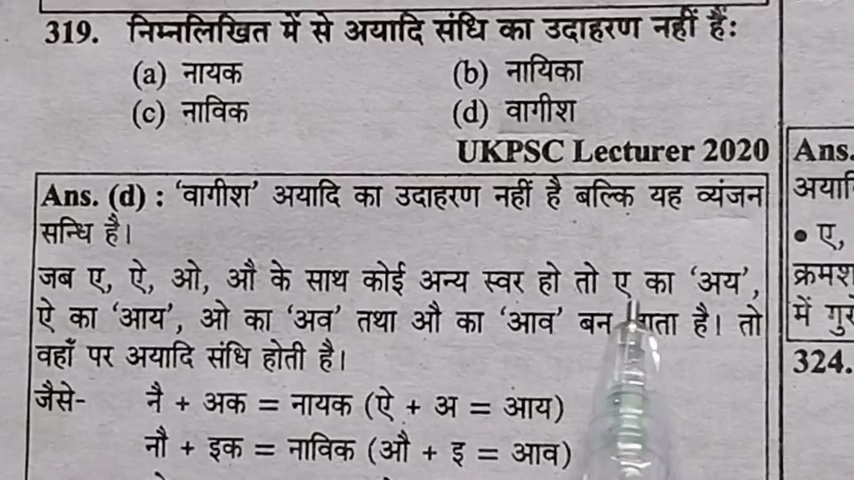 319. निम्नलिखित में से अयादि संधि का उदाहरण नहीं हैं:
(a) नायक (b) नायिका
(c) नाविक (d) वागीश
UKPSC Lecturer 2020
Ans. (d) : ‘वागीश’ अयादि का उदाहरण नहीं है बल्कि यह व्यंजन
सन्धि है।
जब ए, ऐ, ओ, औ के साथ कोई अन्य स्वर हो तो ए का ‘अय’,
ऐ का ‘आय’, ओ का ‘अव’ तथा औ का ‘आव’ बन है। तो
वहाँ पर अयादि संधि होती है।
जैसे- नै + अक = नायक (ऐ + अ = आय)
नौ + इक = नाविक (औ + इ = आव)
Ans.
• ए,
में
324.